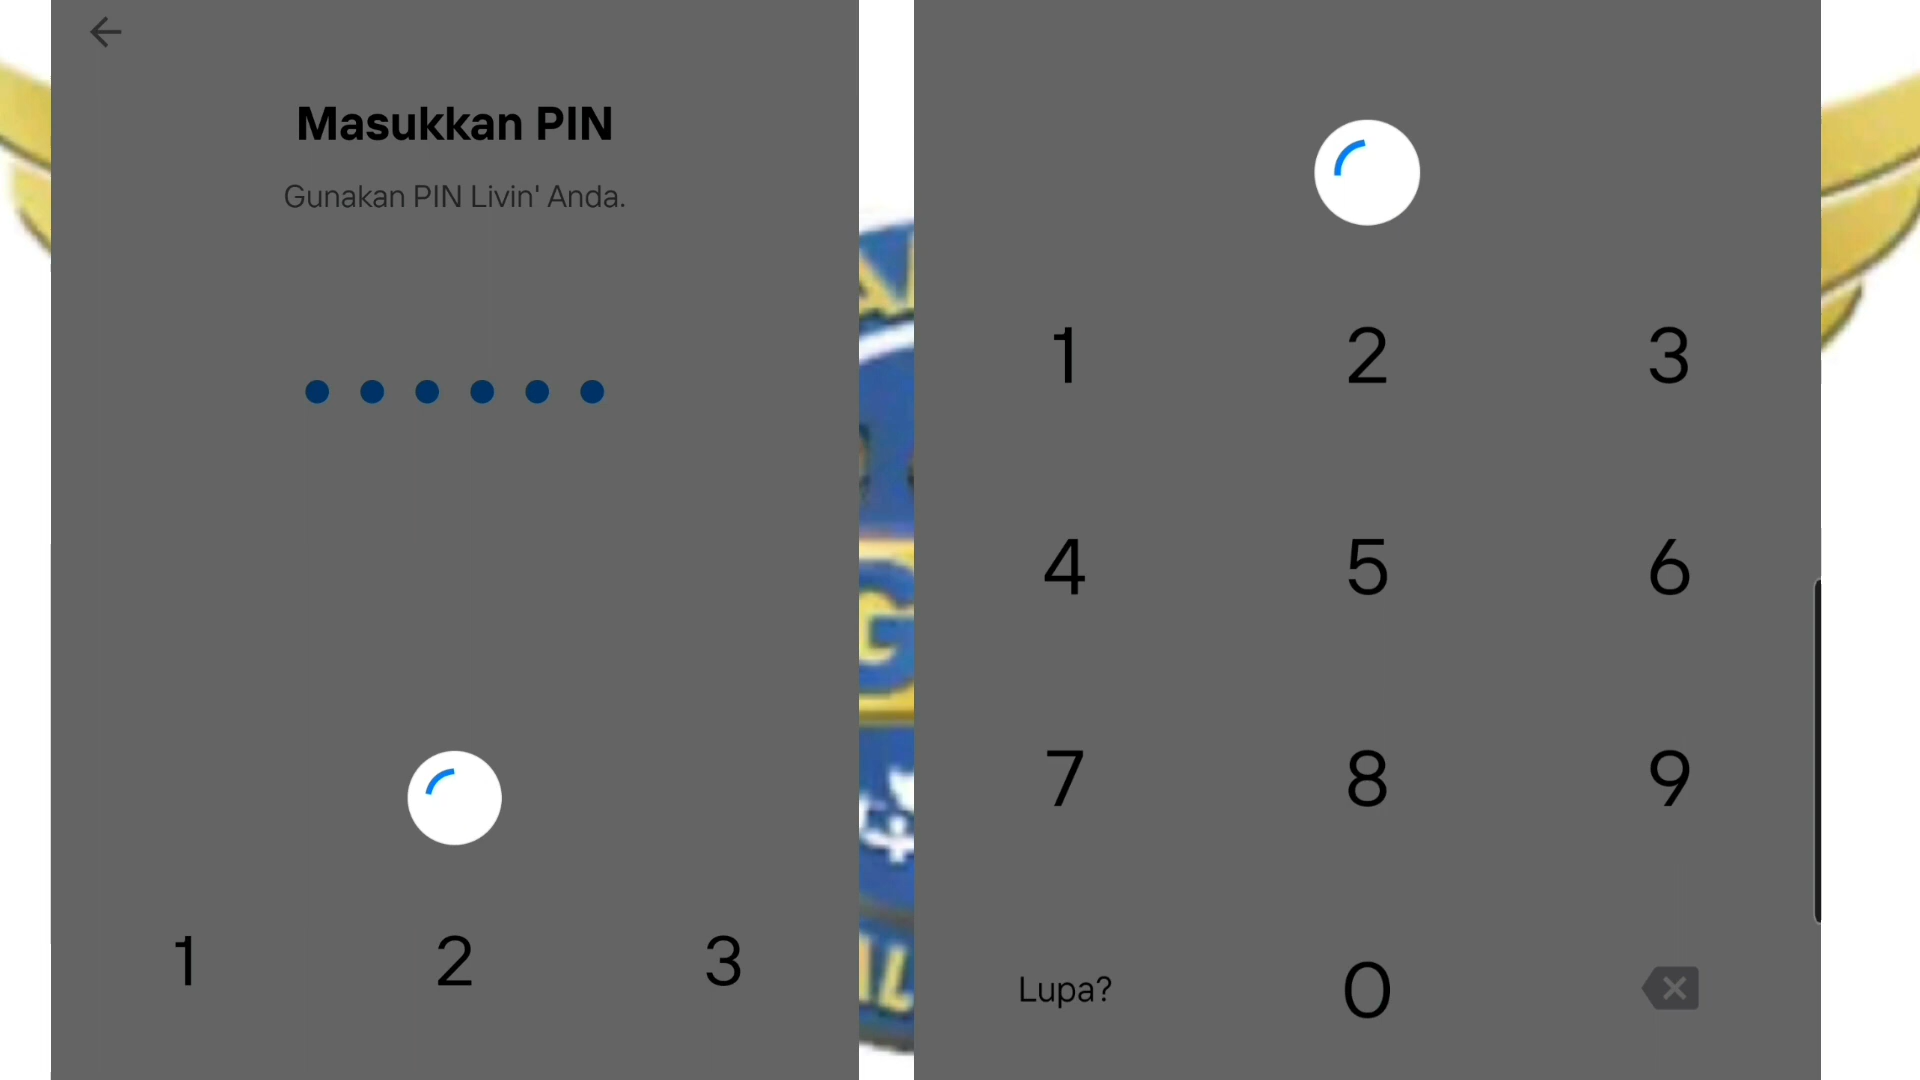 Masukkan PIN
Gunakan PIN Livin' Anda.
1 2 3
1 2 3
4 5 6
7 8 9
Lupa? 0